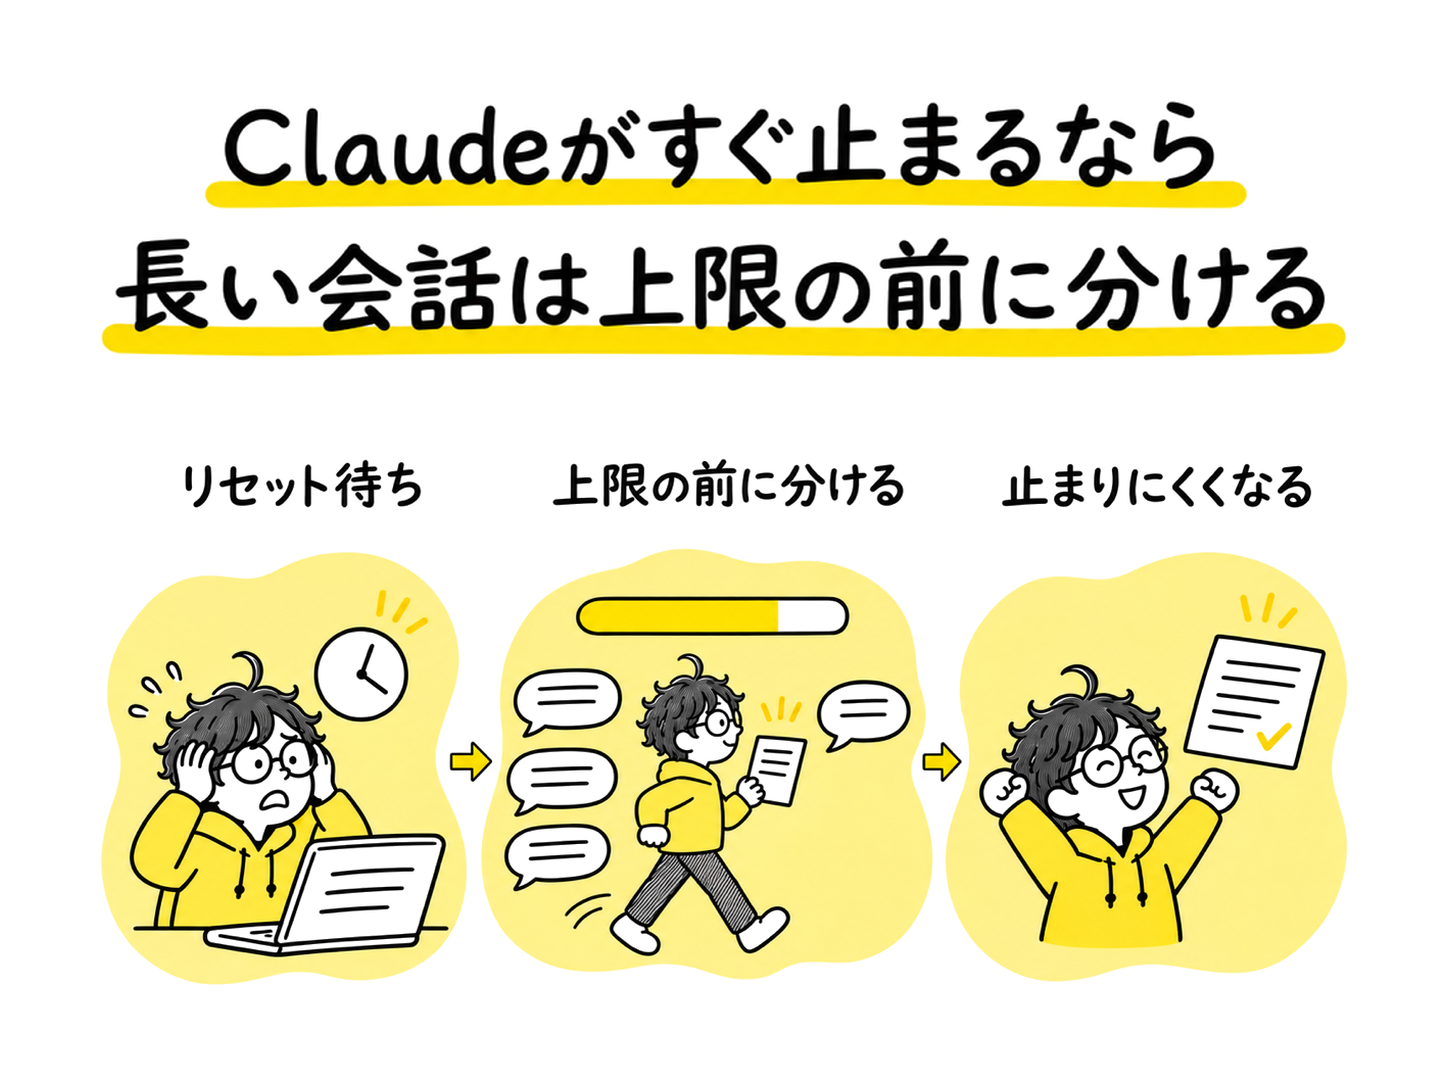 Claudeがすぐ止まるなら
長い会話は上限の前に分ける
リセット待ち
上限の前に分ける
止まりにくくなる